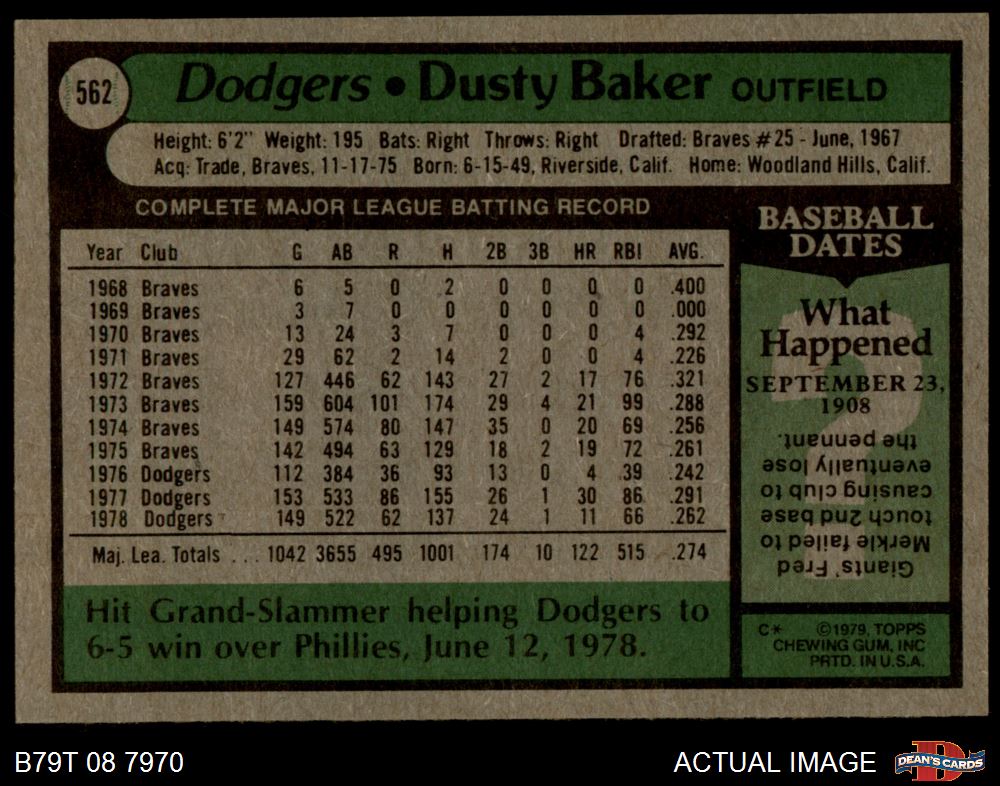 562
Dodgers • Dusty Baker OUTFIELD
Height: 6'2" Weight: 195 Bats: Right Throws: Right Drafted: Braves #25 - June, 1967
Acq: Trade, Braves, 11-17-75 Born: 6-15-49, Riverside, Calif. Home: Woodland Hills, Calif.
COMPLETE MAJOR LEAGUE BATTING RECORD
Year Club G AB R H 2B 3B HR RBI AVG.
1968 Braves 6 5 0 2 0 0 0 0 .400
1969 Braves 3 7 0 0 0 0 0 0 .000
1970 Braves 13 24 3 7 0 0 0 4 .292
1971 Braves 29 62 2 14 2 0 0 4 .226
1972 Braves 127 446 62 143 27 2 17 76 .321
1973 Braves 159 604 101 174 29 4 21 99 .288
1974 Braves 149 574 80 147 35 0 20 69 .256
1975 Braves 142 494 63 129 18 2 19 72 .261
1976 Dodgers 112 384 36 93 13 0 4 39 .242
1977 Dodgers 153 533 86 155 26 1 30 86 .291
1978 Dodgers 149 522 62 137 24 1 11 66 .262
Maj. Lea. Totals . . . 1042 3655 495 1001 174 10 122 515 .274
Hit Grand-Slammer helping Dodgers to
6-5 win over Phillies, June 12, 1978.
BASEBALL
DATES
What
Happened
SEPTEMBER 23,
1908
Giants' Fred
Merkle failed to
touch 2nd base
causing club to
eventually lose
the pennant.
C* ©1979, TOPPS
CHEWING GUM, INC
PRTD. IN U.S.A.
B79T 08 7970
ACTUAL IMAGE
D
DEAN'S CARDS